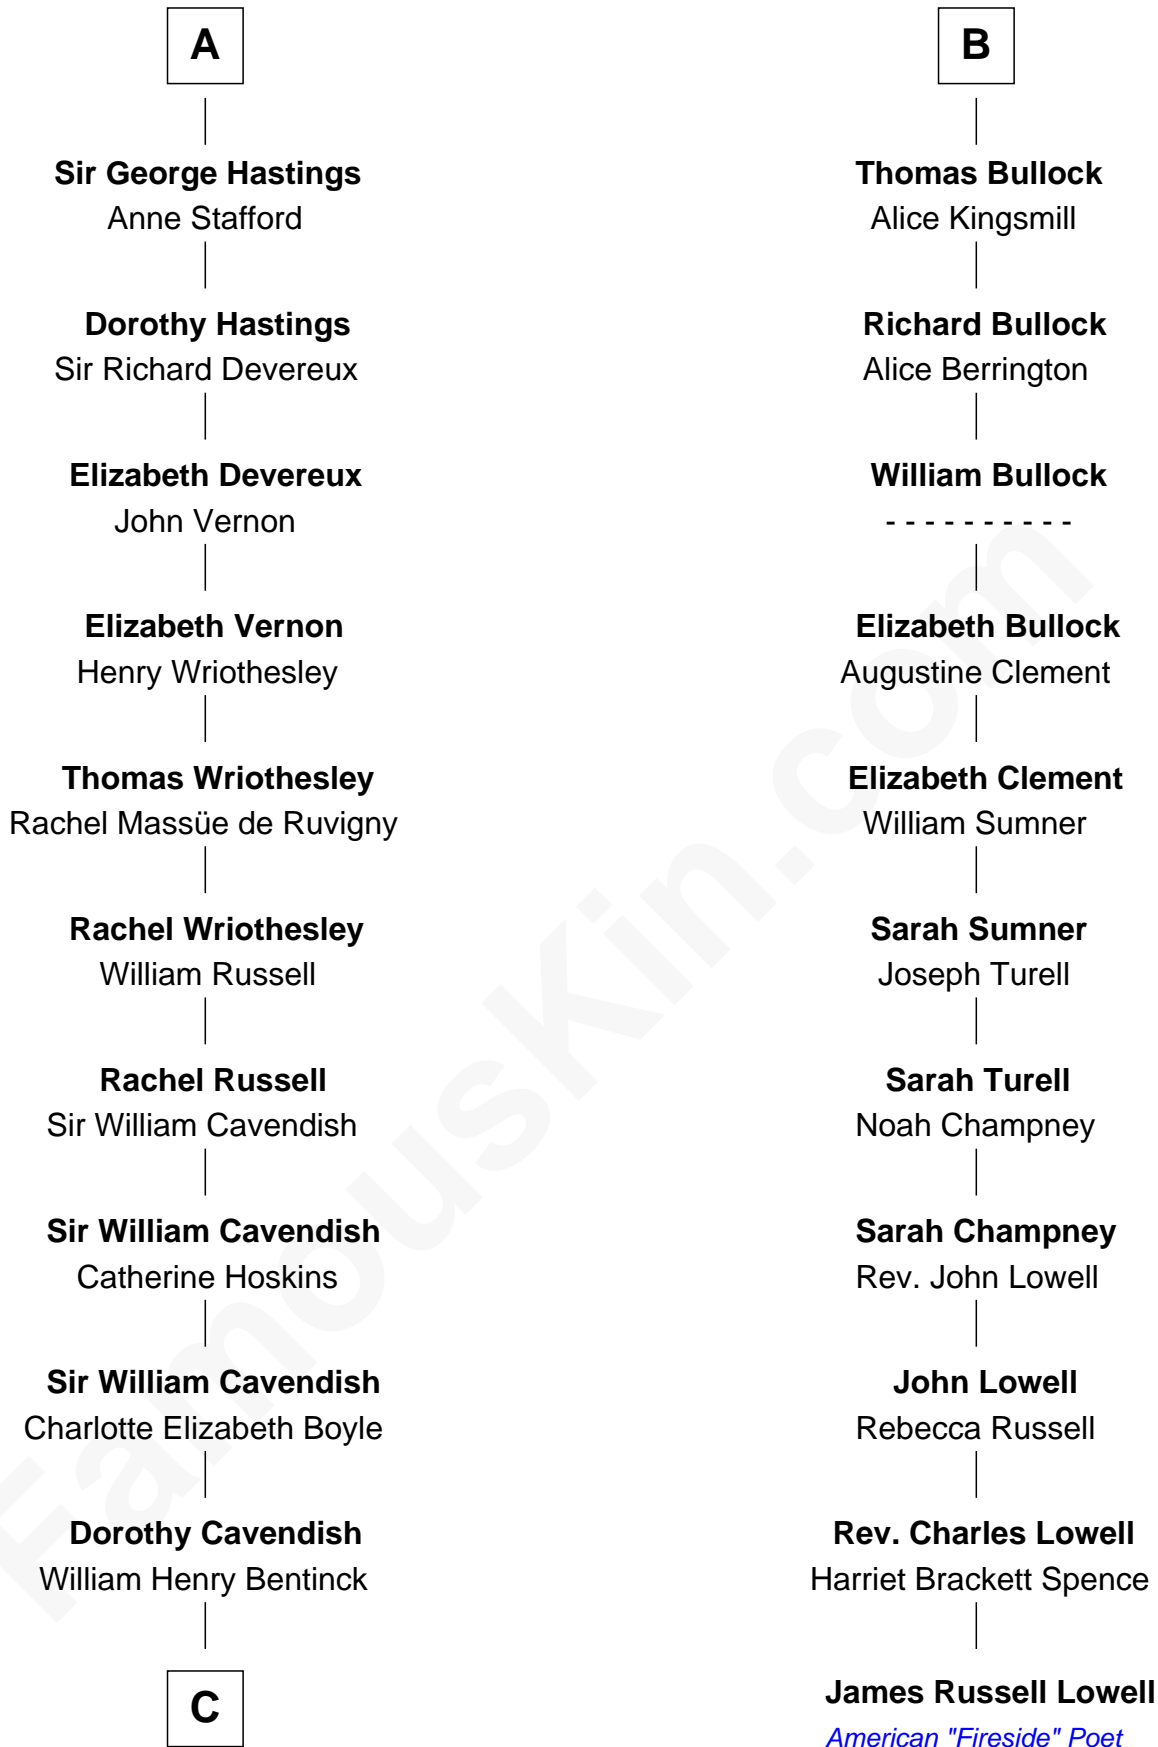 A
Sir George Hastings
Anne Stafford
Dorothy Hastings
Sir Richard Devereux
Elizabeth Devereux
John Vernon
Elizabeth Vernon
Henry Wriothesley
Thomas Wriothesley
Rachel Massüe de Ruvigny
Rachel Wriothesley
William Russell
Rachel Russell
Sir William Cavendish
Sir William Cavendish
Catherine Hoskins
Sir William Cavendish
Charlotte Elizabeth Boyle
Dorothy Cavendish
William Henry Bentinck
C
B
Thomas Bullock
Alice Kingsmill
Richard Bullock
Alice Berrington
William Bullock
- - - - - - - - - -
Elizabeth Bullock
Augustine Clement
Elizabeth Clement
William Sumner
Sarah Sumner
Joseph Turell
Sarah Turell
Noah Champney
Sarah Champney
Rev. John Lowell
John Lowell
Rebecca Russell
Rev. Charles Lowell
Harriet Brackett Spence
James Russell Lowell
American "Fireside" Poet
FamousKin.com